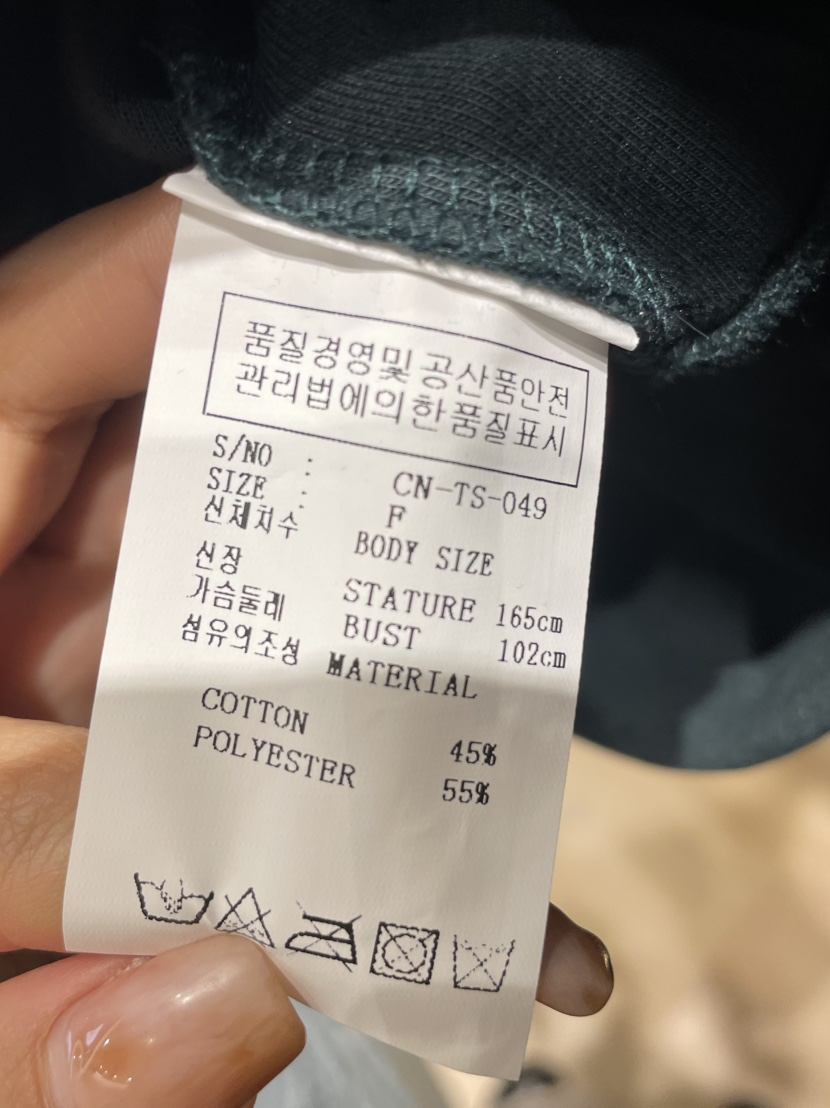 품질경영및 공산품안전
관리법에의한품질표시
S/NO : CN-TS-049
SIZE : F
신체치수 BODY SIZE
신장 STATURE 165cm
가슴둘레 BUST 102cm
섬유의조성 MATERIAL
COTTON 45%
POLYESTER 55%